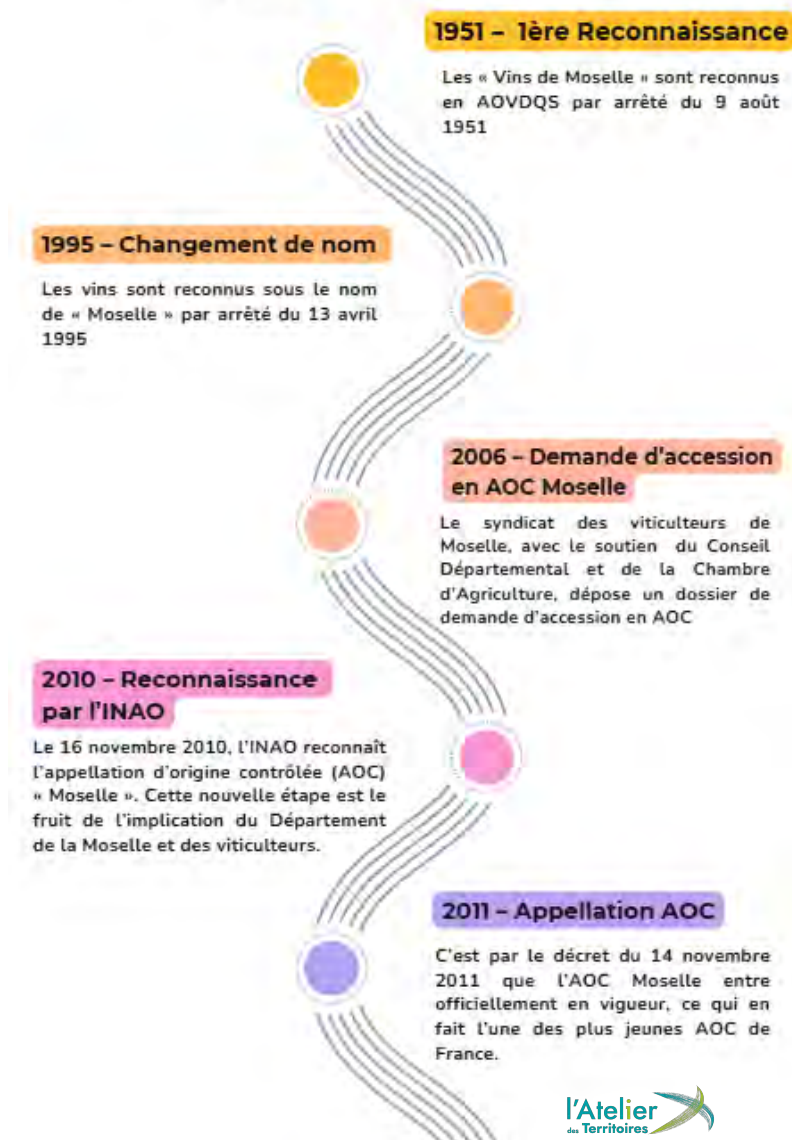 1951 – 1ère Reconnaissance
Les « Vins de Moselle » sont reconnus
en AOVDQS par arrêté du 9 août
1951
1995 – Changement de nom
Les vins sont reconnus sous le nom
de « Moselle » par arrêté du 13 avril
1995
2006 – Demande d'accession
en AOC Moselle
Le syndicat des viticulteurs de
Moselle, avec le soutien du Conseil
Départemental et de la Chambre
d'Agriculture, dépose un dossier de
demande d'accession en AOC
2010 – Reconnaissance
par l'INAO
Le 16 novembre 2010, l'INAO reconnaît
l'appellation d'origine contrôlée (AOC)
« Moselle ». Cette nouvelle étape est le
fruit de l'implication du Département
de la Moselle et des viticulteurs.
2011 – Appellation AOC
C'est par le décret du 14 novembre
2011 que l'AOC Moselle entre
officiellement en vigueur, ce qui en
fait l'une des plus jeunes AOC de
France.
l'Atelier
des Territoires